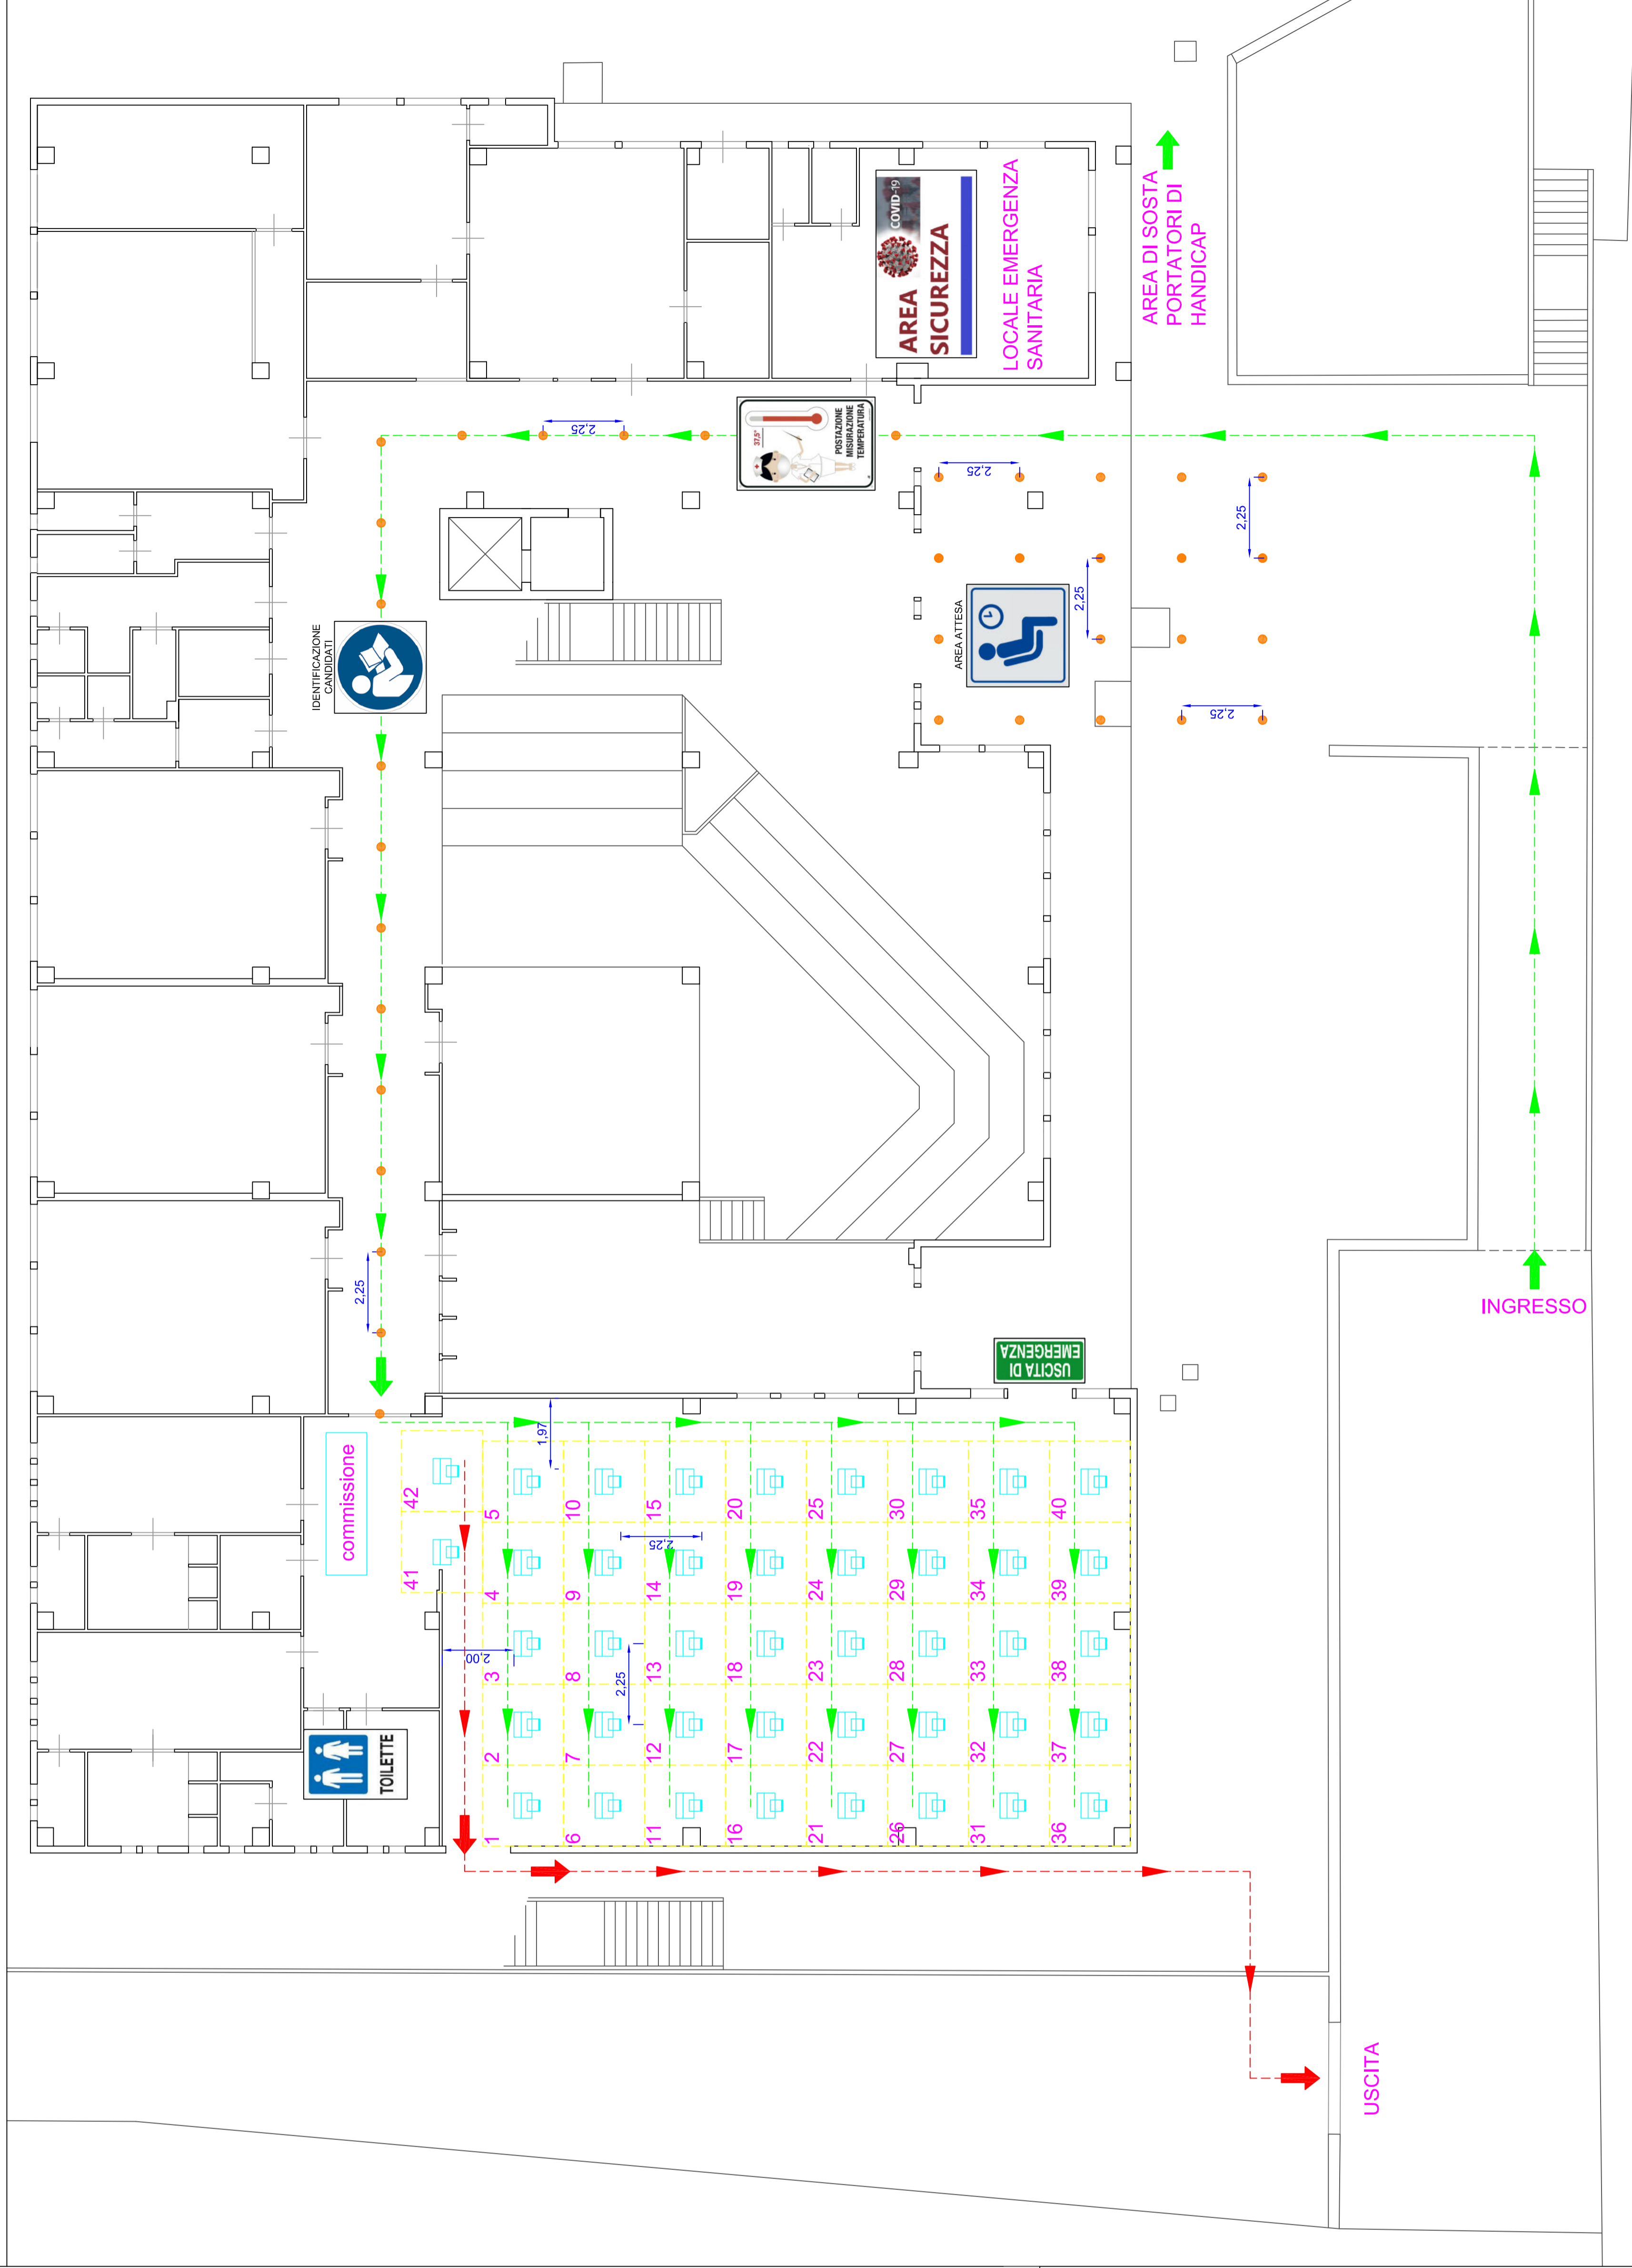 AREA DI SOSTA
PORTATORI DI
HANDICAP
LOCALE EMERGENZA
SANITARIA
COVID-19
AREA
SICUREZZA
37,5°
POSTAZIONE
MISURAZIONE
TEMPERATURA
2,25
2,25
2,25
2,25
2,25
AREA ATTESA
IDENTIFICAZIONE
CANDIDATI
2,25
INGRESSO
USCITA DI
EMERGENZA
commissione
1,97
2,25
2,00
2,25
42
41
5
10
15
20
25
30
35
40
4
9
14
19
24
29
34
39
3
8
13
18
23
28
33
38
2
7
12
17
22
27
32
37
1
6
11
16
21
26
31
36
TOILETTE
USCITA